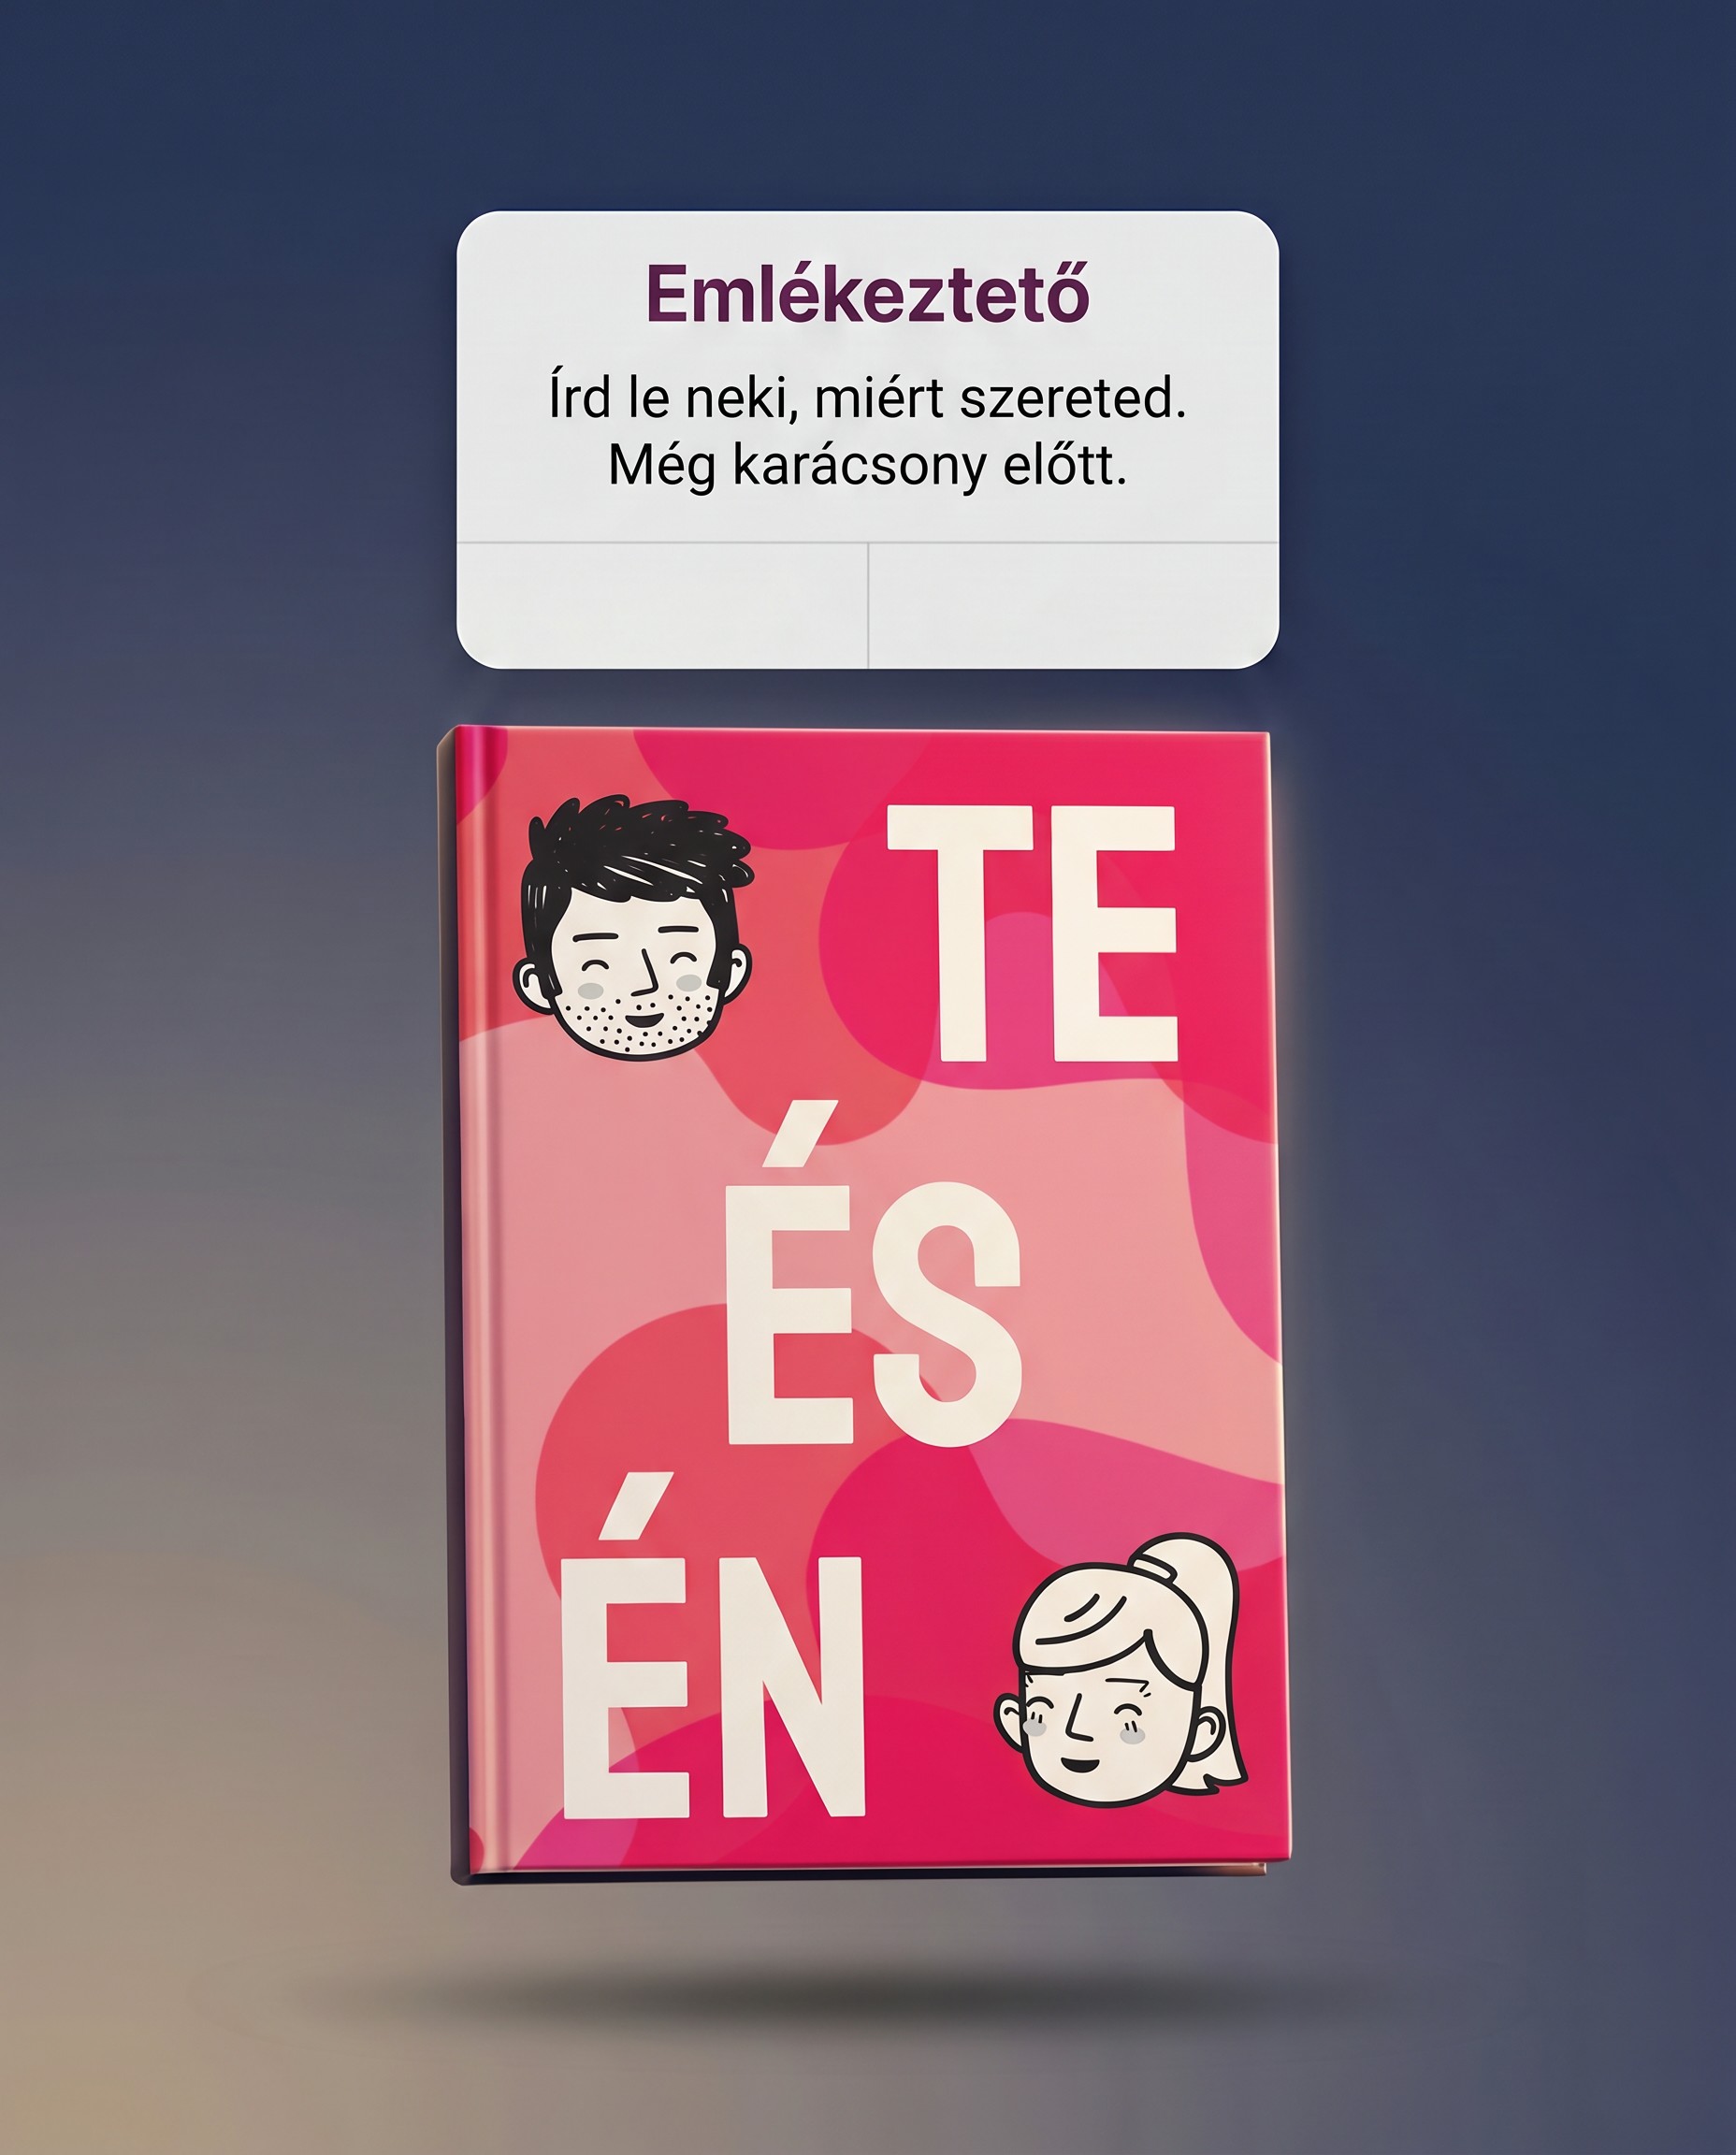 Emlékeztető
Írd le neki, miért szereted.
Még karácsony előtt.
TE
ÉS
ÉN